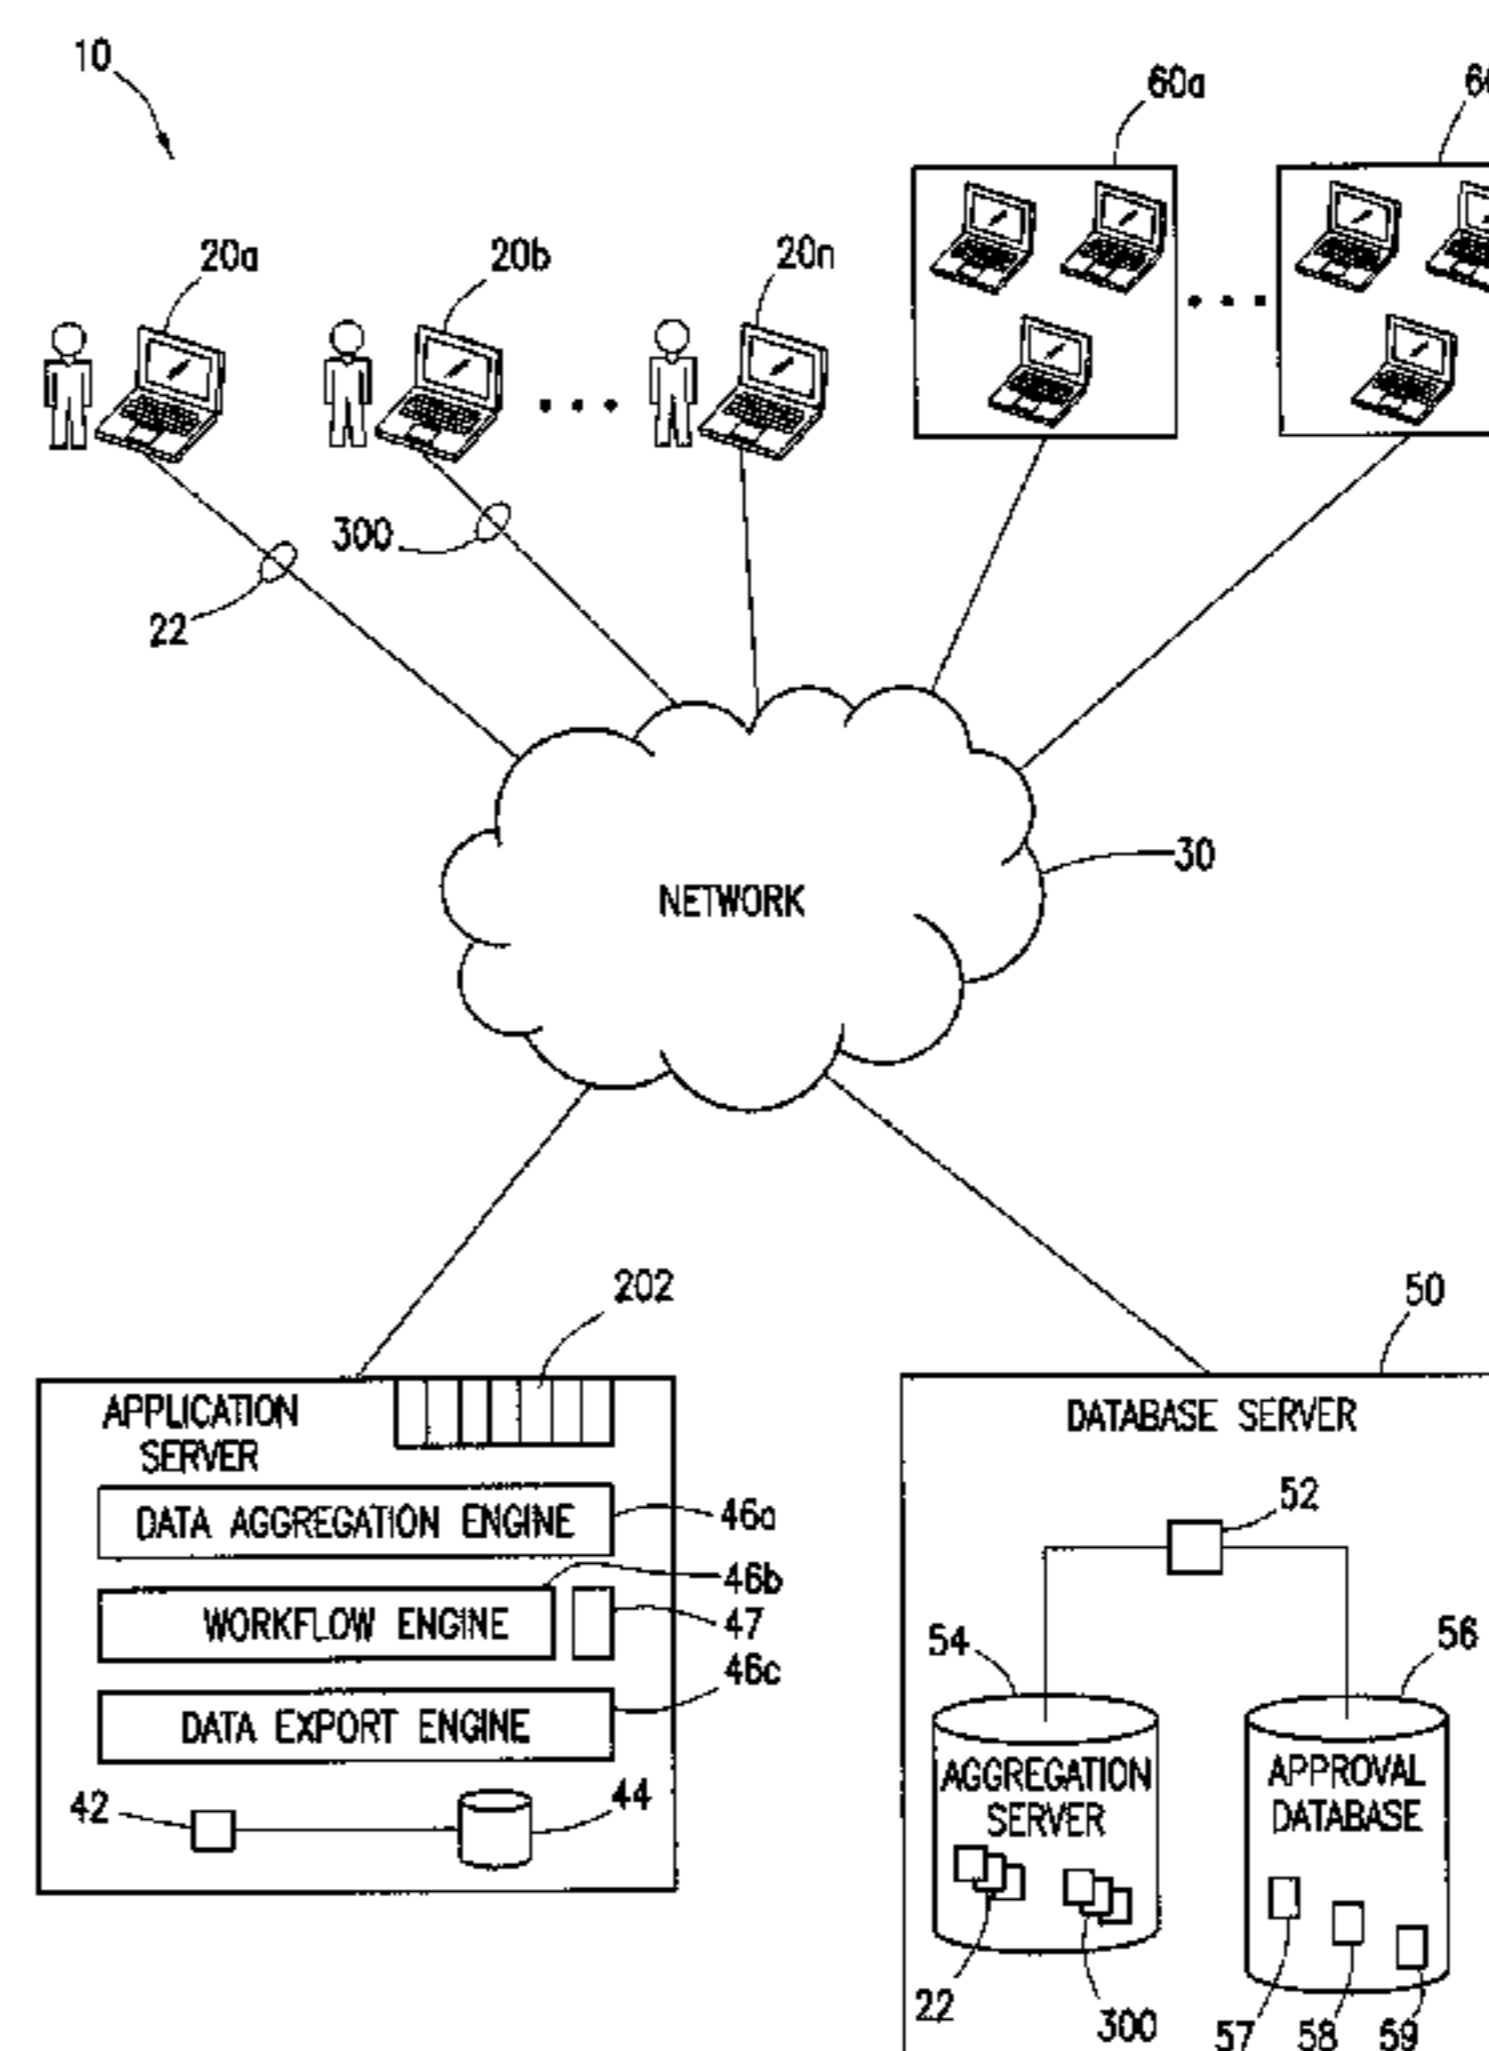 10
60a
20a
20b
20n
300
22
30
NETWORK
202
50
APPLICATION
SERVER
DATABASE SERVER
DATA AGGREGATION ENGINE
46a
52
46b
WORKFLOW ENGINE
47
54
56
46c
DATA EXPORT ENGINE
AGGREGATION
SERVER
APPROVAL
DATABASE
42
44
22
300
57
58
59